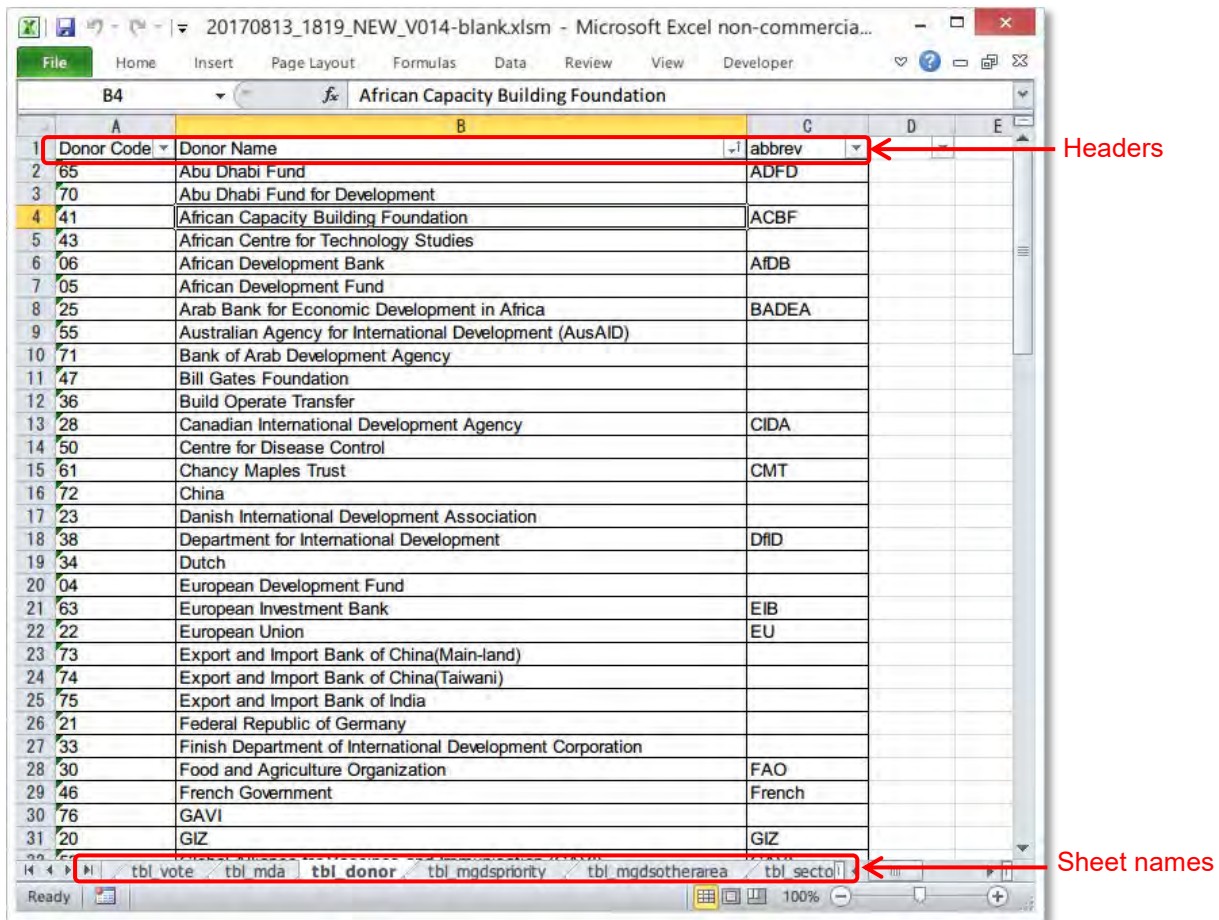 20170813_1819_NEW_V014-blank.xlsm - Microsoft Excel non-commercia...
File Home Insert Page Layout Formulas Data Review View Developer
B4 fx African Capacity Building Foundation
A B C D E
1 Donor Code Donor Name abbrev Headers
2 65 Abu Dhabi Fund ADFD
3 70 Abu Dhabi Fund for Development
4 41 African Capacity Building Foundation ACBF
5 43 African Centre for Technology Studies
6 06 African Development Bank AfDB
7 05 African Development Fund
8 25 Arab Bank for Economic Development in Africa BADEA
9 55 Australian Agency for International Development (AusAID)
10 71 Bank of Arab Development Agency
11 47 Bill Gates Foundation
12 36 Build Operate Transfer
13 28 Canadian International Development Agency CIDA
14 50 Centre for Disease Control
15 61 Chancy Maples Trust CMT
16 72 China
17 23 Danish International Development Association
18 38 Department for International Development DfID
19 34 Dutch
20 04 European Development Fund
21 63 European Investment Bank EIB
22 22 European Union EU
23 73 Export and Import Bank of China(Main-land)
24 74 Export and Import Bank of China(Taiwani)
25 75 Export and Import Bank of India
26 21 Federal Republic of Germany
27 33 Finish Department of International Development Corporation
28 30 Food and Agriculture Organization FAO
29 46 French Government French
30 76 GAVI
31 20 GIZ GIZ
tbl_vote tbl_mda tbl_donor tbl_mgdspriority tbl_mgdsotherarea tbl_secto Sheet names
Ready 100%